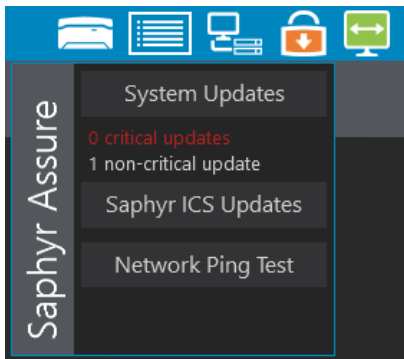 Saphyr Assure
System Updates
0 critical updates
1 non-critical update
Saphyr ICS Updates
Network Ping Test